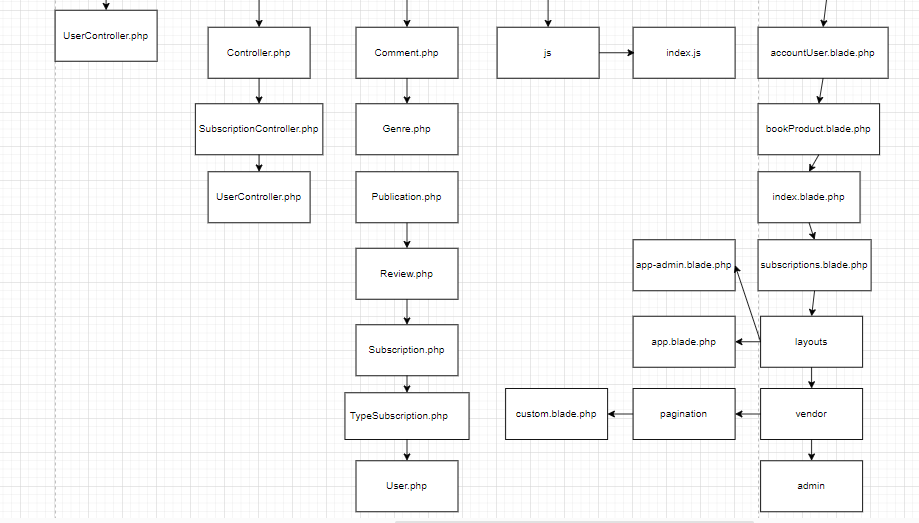 UserController.php
Controller.php
Comment.php
js
index.js
accountUser.blade.php
SubscriptionController.php
Genre.php
bookProduct.blade.php
UserController.php
Publication.php
index.blade.php
Review.php
app-admin.blade.php
subscriptions.blade.php
Subscription.php
app.blade.php
layouts
TypeSubscription.php
custom.blade.php
pagination
vendor
User.php
admin